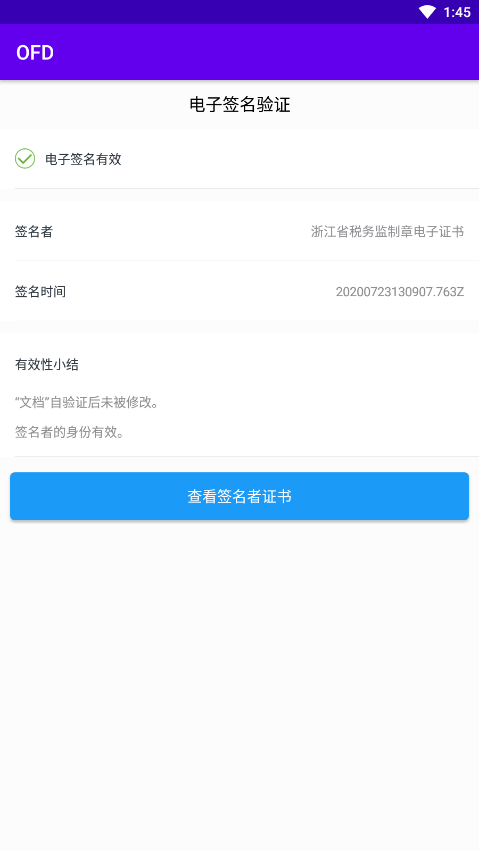 1:45
OFD
电子签名验证
电子签名有效
签名者 浙江省税务监制章电子证书
签名时间 20200723130907.763Z
有效性小结
“文档”自验证后未被修改。
签名者的身份有效。
查看签名者证书